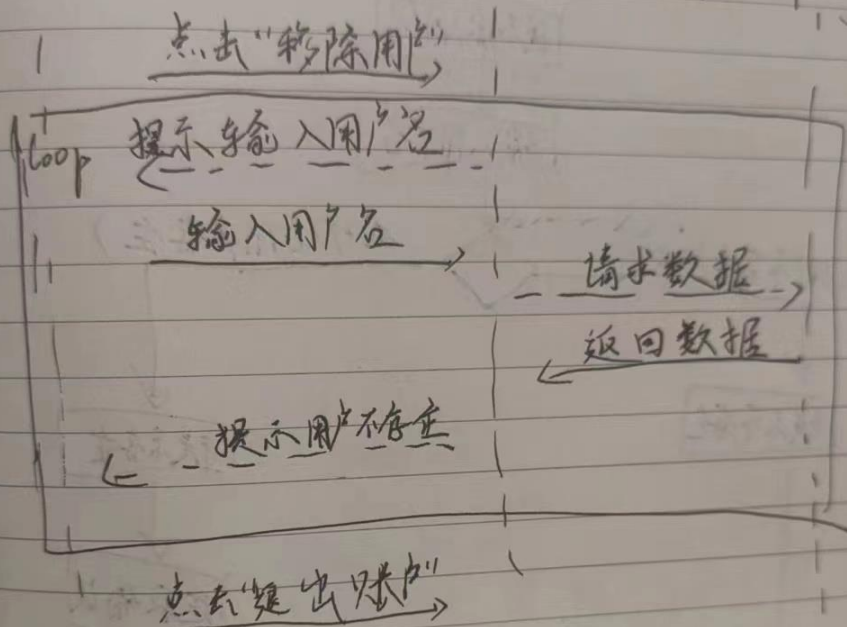 点击“移除用户”
loop
提示输入用户名
输入用户名
请求数据
返回数据
提示用户不存在
点击“退出账户”